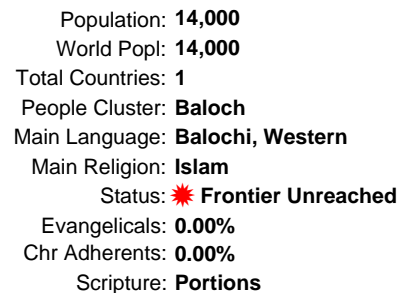 Population: 14,000
World Popl: 14,000
Total Countries: 1
People Cluster: Baloch
Main Language: Balochi, Western
Main Religion: Islam
Status: Frontier Unreached
Evangelicals: 0.00%
Chr Adherents: 0.00%
Scripture: Portions